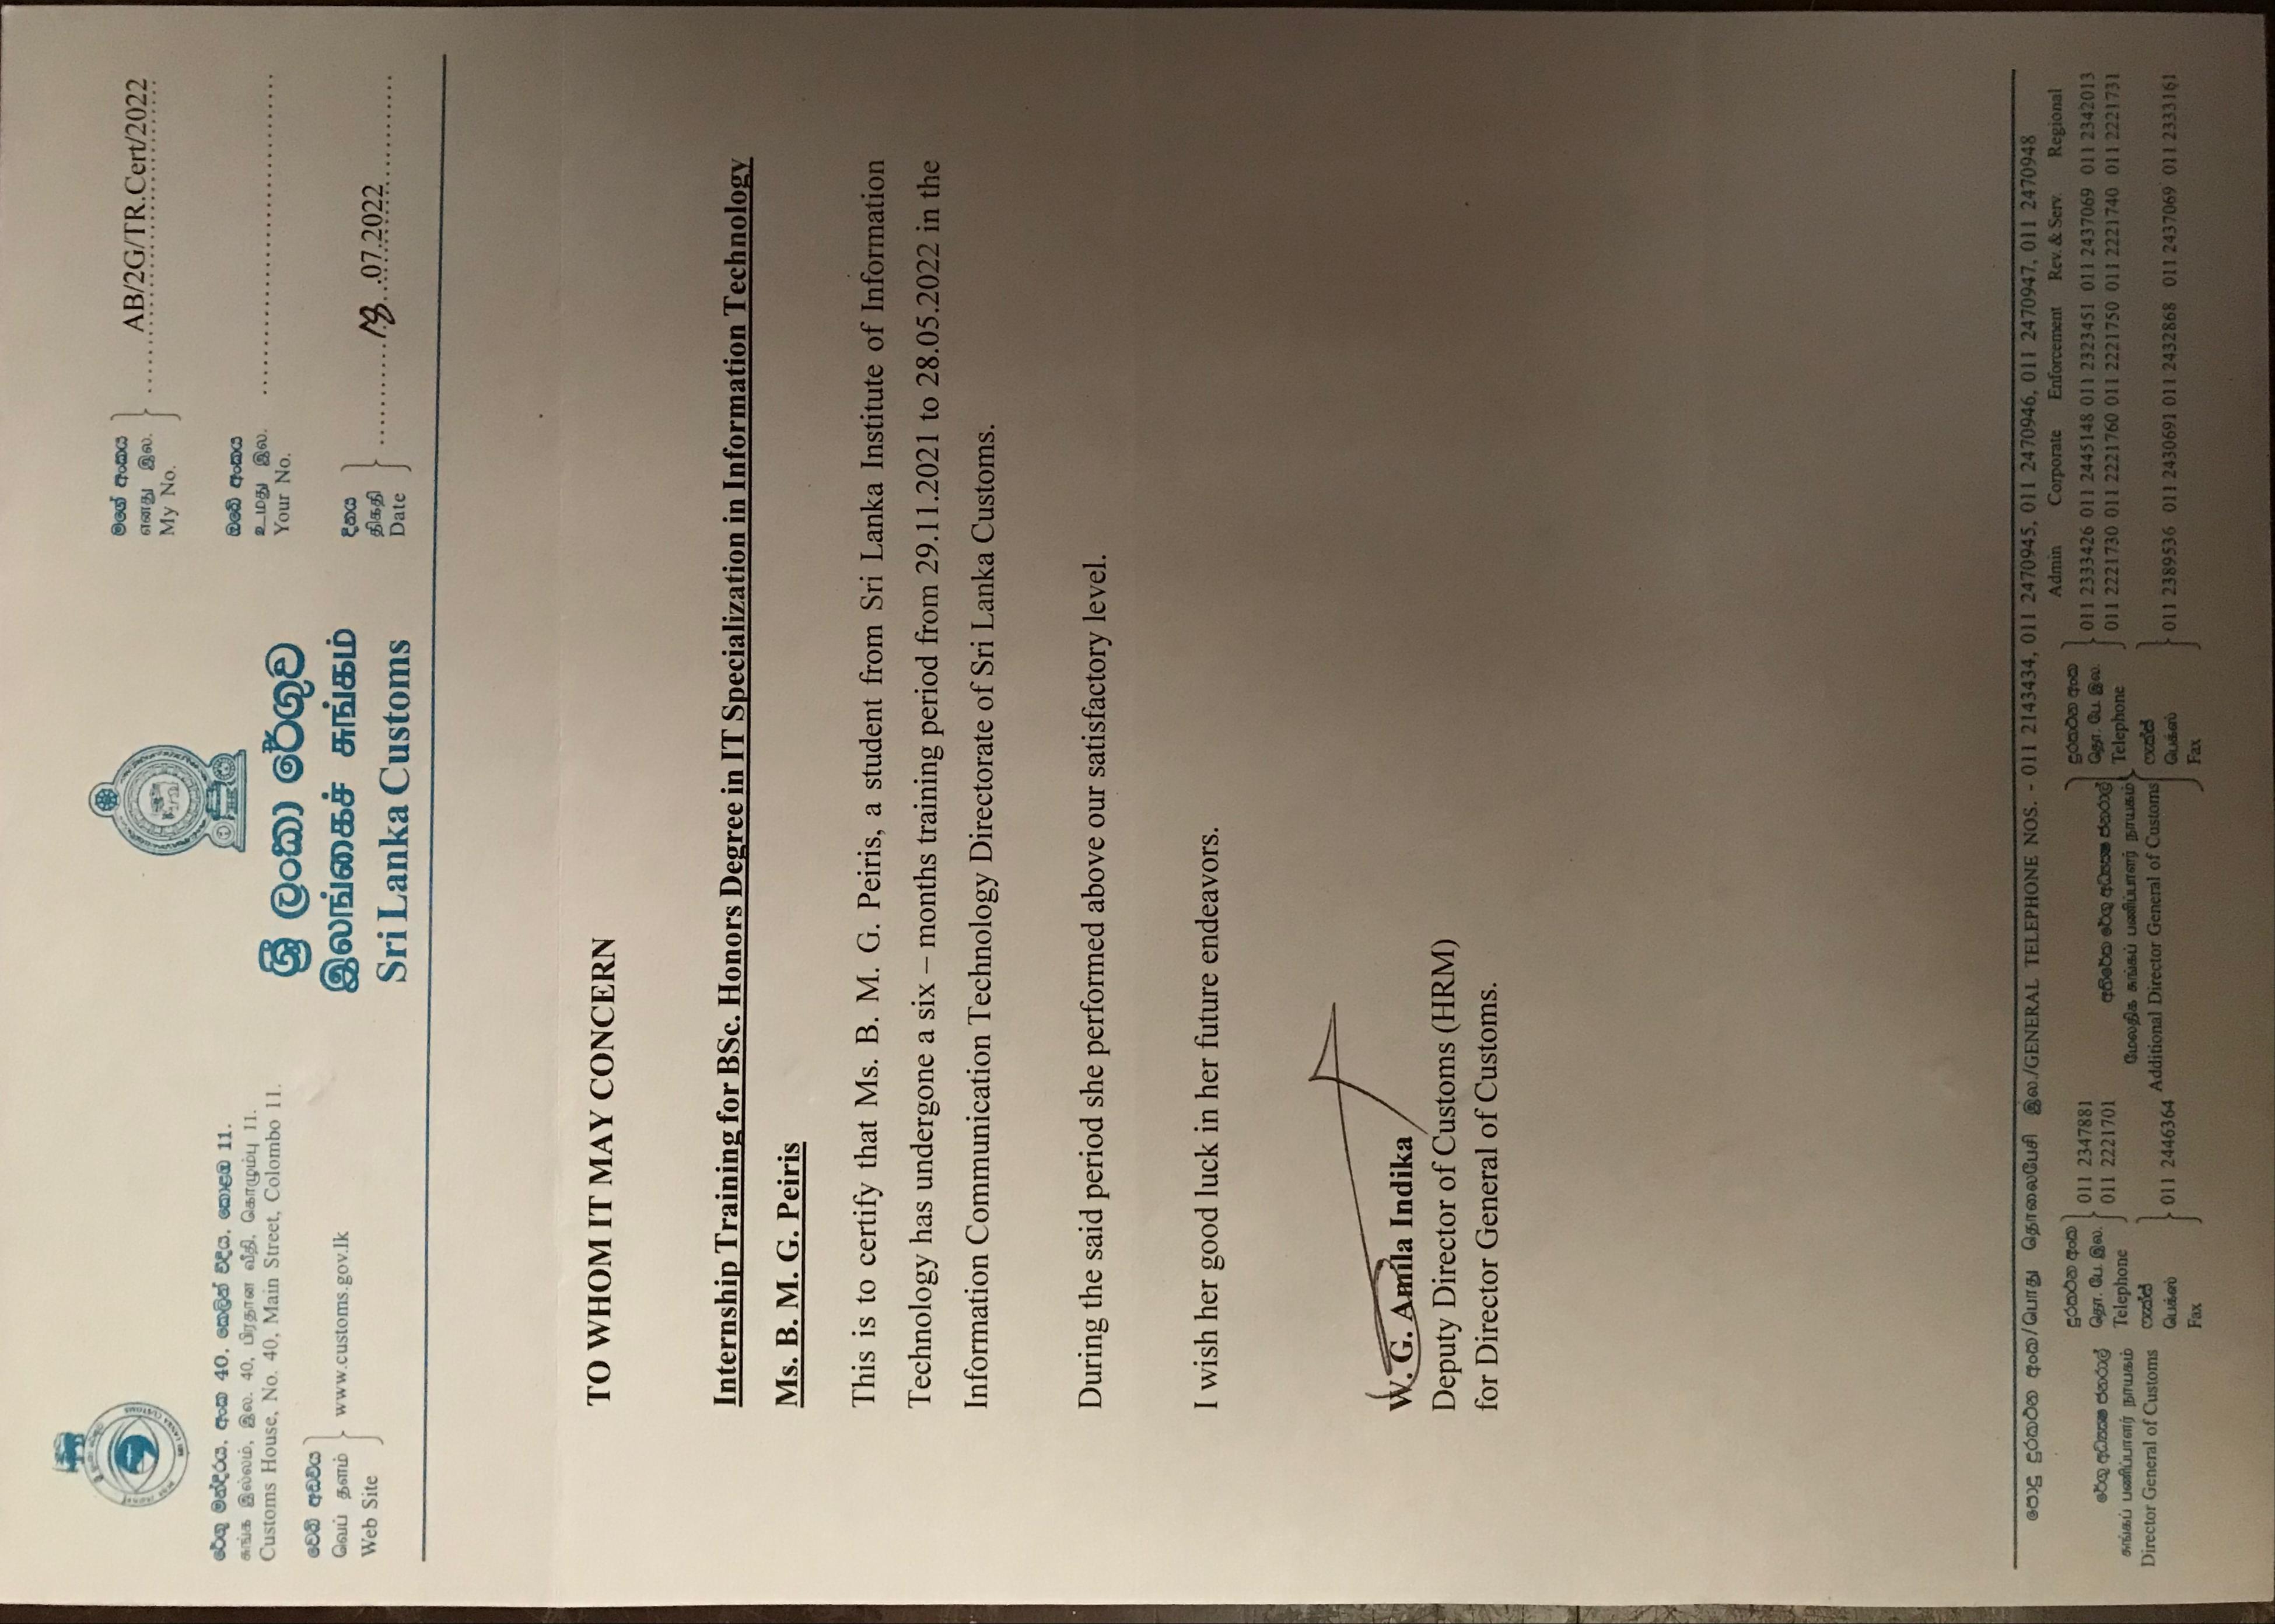 රේගු මන්දිරය, අංක 40, මෙයින් වීදිය, කොළඹ 11.
சுங்க இல்லம், இல. 40, பிரதான வீதி, கொழும்பு 11.
Customs House, No. 40, Main Street, Colombo 11.
වෙබ් අඩවිය
வெப் தளம்
Web Site
www.customs.gov.lk
ශ්‍රී ලංකා රේගුව
இலங்கைச் சுங்கம்
Sri Lanka Customs
මගේ අංකය
எனது இல.
My No.
AB/2G/TR.Cert/2022
ඔබේ අංකය
உமது இல.
Your No.
දිනය
திகதி
Date
13.07.2022
TO WHOM IT MAY CONCERN
Internship Training for BSc. Honors Degree in IT Specialization in Information Technology
Ms. B. M. G. Peiris
This is to certify that Ms. B. M. G. Peiris, a student from Sri Lanka Institute of Information
Technology has undergone a six – months training period from 29.11.2021 to 28.05.2022 in the
Information Communication Technology Directorate of Sri Lanka Customs.
During the said period she performed above our satisfactory level.
I wish her good luck in her future endeavors.
W. G. Amila Indika
Deputy Director of Customs (HRM)
for Director General of Customs.
පොදු දුරකථන අංක/பொது தொலைபேசி இல./GENERAL TELEPHONE NOS. - 011 2143434, 011 2470945, 011 2470946, 011 2470947, 011 2470948
රේගු අධ්‍යක්ෂ ජනරාල්
சுங்கப் பணிப்பாளர் நாயகம்
Director General of Customs
දුරකථන අංක
தொ. பே. இல.
Telephone
011 2347881
011 2221701
ෆැක්ස්
பெக்ஸ்
Fax
011 2446364
අතිරේක රේගු අධ්‍යක්ෂ ජනරාල්
மேலதிக சுங்கப் பணிப்பாளர் நாயகம்
Additional Director General of Customs
දුරකථන අංක
தொ. பே. இல.
Telephone
Admin Corporate Enforcement Rev. & Serv. Regional
011 2333426 011 2445148 011 2323451 011 2437069 011 2342013
011 2221730 011 2221760 011 2221750 011 2221740 011 2221731
ෆැක්ස්
பெக்ஸ்
Fax
011 2389536 011 2430691 011 2432868 011 2437069 011 2333161